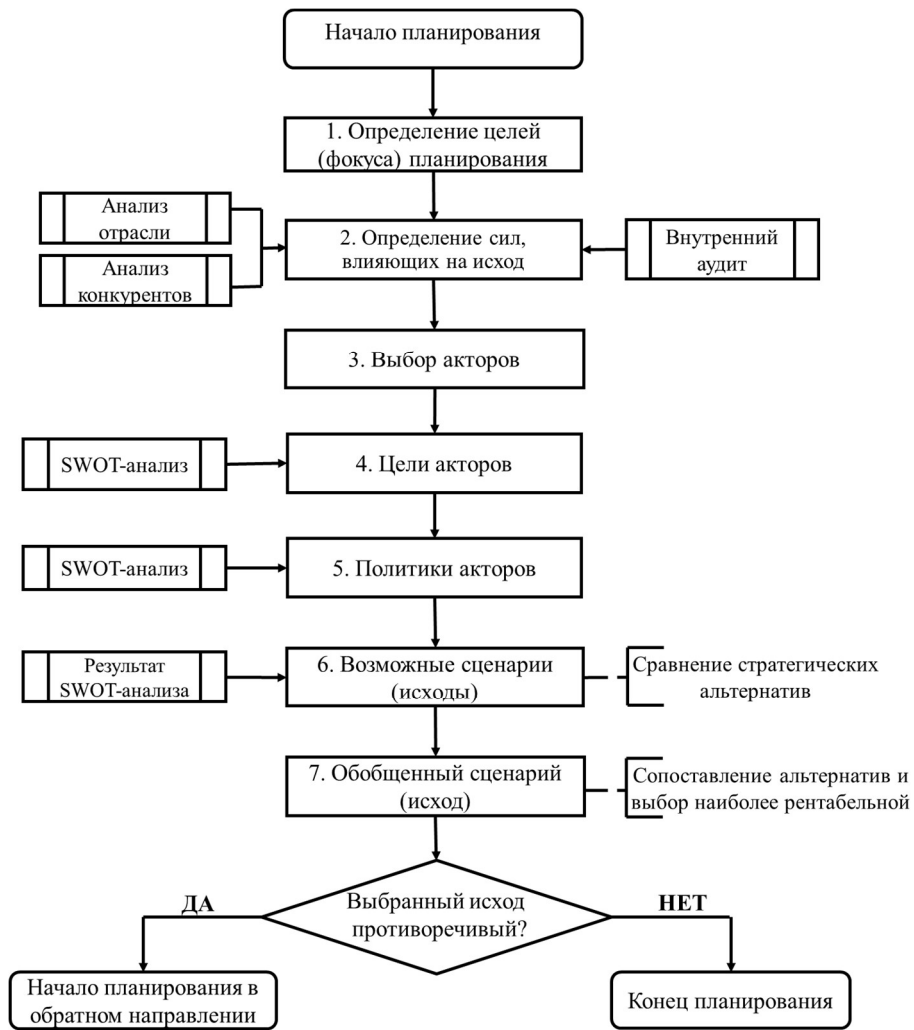 Начало планирования
1. Определение целей
(фокуса) планирования
Анализ
отрасли
Анализ
конкурентов
2. Определение сил,
влияющих на исход
Внутренний
аудит
3. Выбор акторов
SWOT-анализ
4. Цели акторов
SWOT-анализ
5. Политики акторов
Результат
SWOT-анализа
6. Возможные сценарии
(исходы)
Сравнение стратегических
альтернатив
7. Обобщенный сценарий
(исход)
Сопоставление альтернатив и
выбор наиболее рентабельной
Выбранный исход
противоречивый?
ДА
НЕТ
Начало планирования в
обратном направлении
Конец планирования